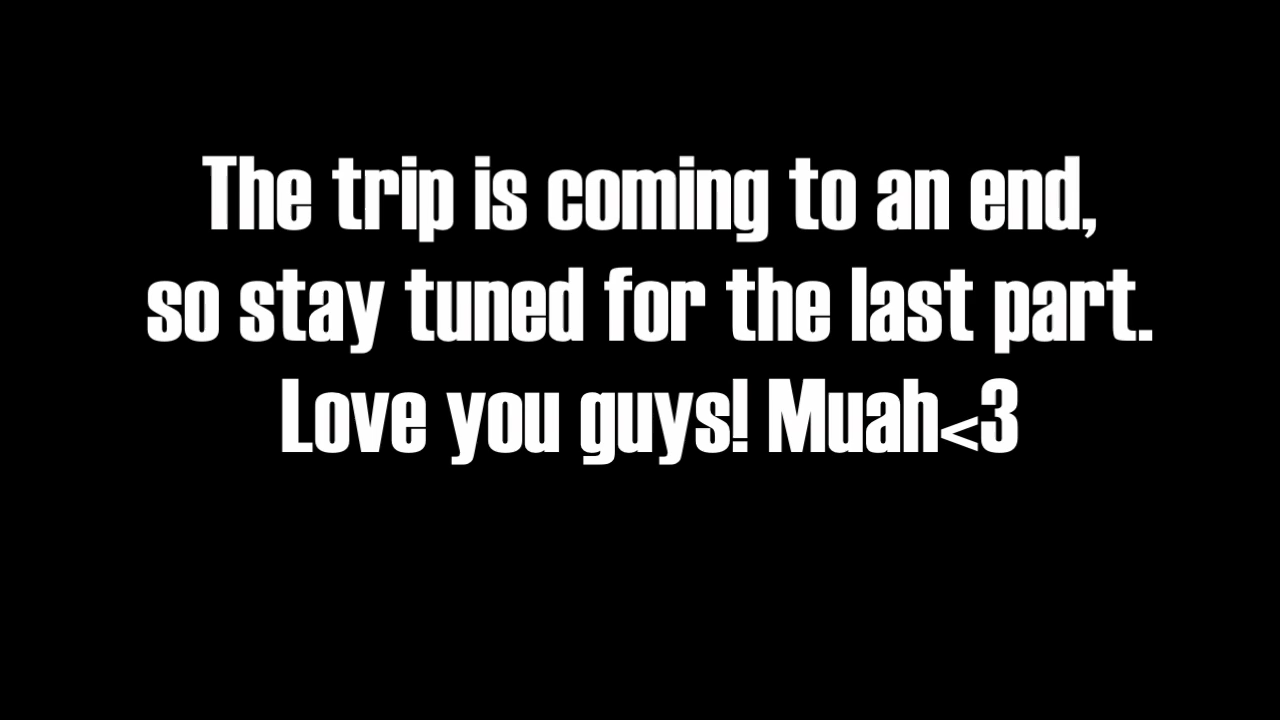 The trip is coming to an end,
so stay tuned for the last part.
Love you guys! Muah<3